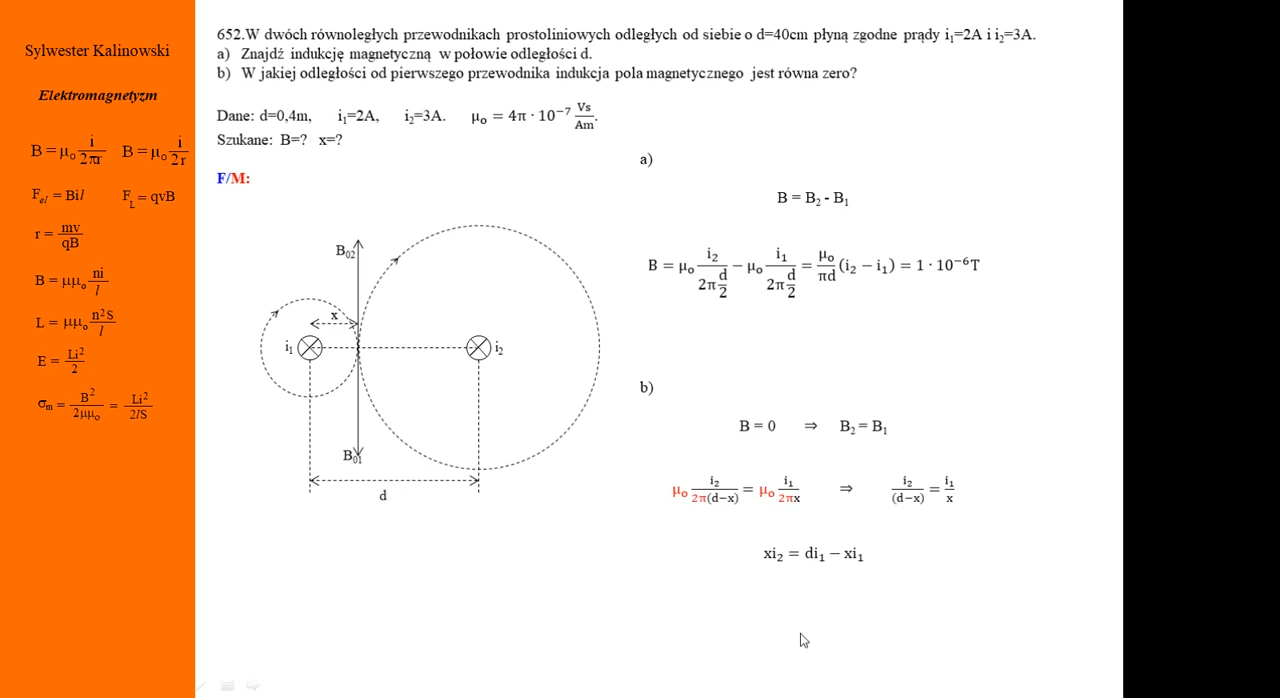 Sylwester Kalinowski
Elektromagnetyzm
B = μₒ i/2πr B = μₒ i/2r
Fₑₗ = Bil F_L = qvB
r = mv/qB
B = μμₒ ni/l
L = μμₒ n²S/l
E = Li²/2
σₘ = B²/2μμₒ = Li²/2lS
652.W dwóch równoległych przewodnikach prostoliniowych odległych od siebie o d=40cm płyną zgodne prądy i₁=2A i i₂=3A.
a) Znajdź indukcję magnetyczną w połowie odległości d.
b) W jakiej odległości od pierwszego przewodnika indukcja pola magnetycznego jest równa zero?
Dane: d=0,4m, i₁=2A, i₂=3A. μₒ = 4π · 10⁻⁷ Vs/Am.
Szukane: B=? x=?
F/M:
B₀₂
x
i₁
i₂
B₀₁
d
a)
B = B₂ - B₁
B = μₒ i₂/2π d/2 − μₒ i₁/2π d/2 = μₒ/πd (i₂ − i₁) = 1 · 10⁻⁶T
b)
B = 0 ⇒ B₂ = B₁
μₒ i₂/2π(d−x) = μₒ i₁/2πx ⇒ i₂/(d−x) = i₁/x
xi₂ = di₁ − xi₁